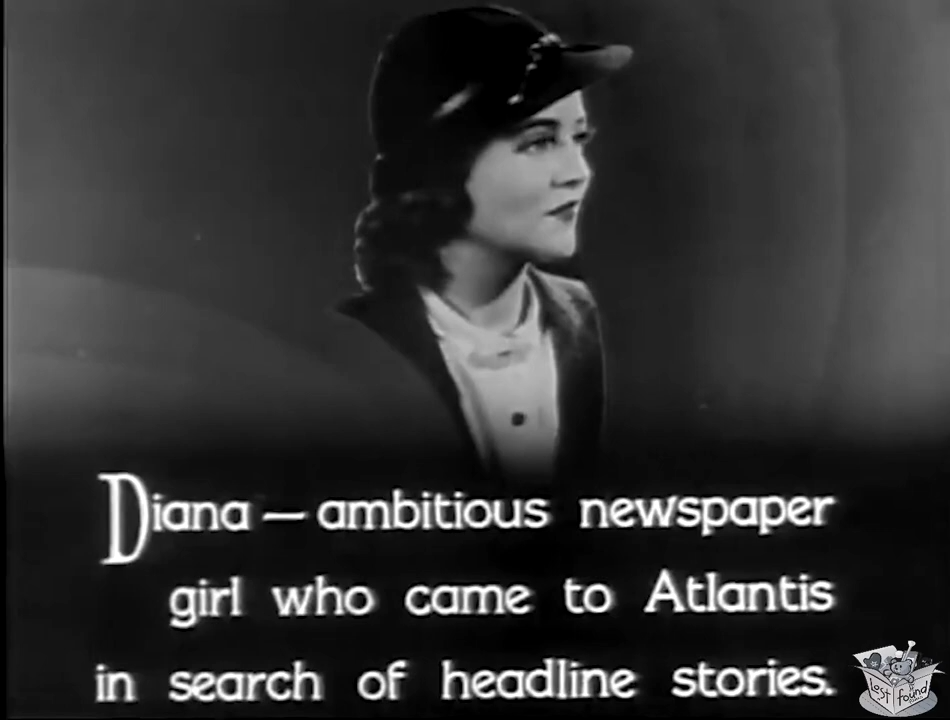 Diana — ambitious newspaper
girl who came to Atlantis
in search of headline stories.
Lost
found